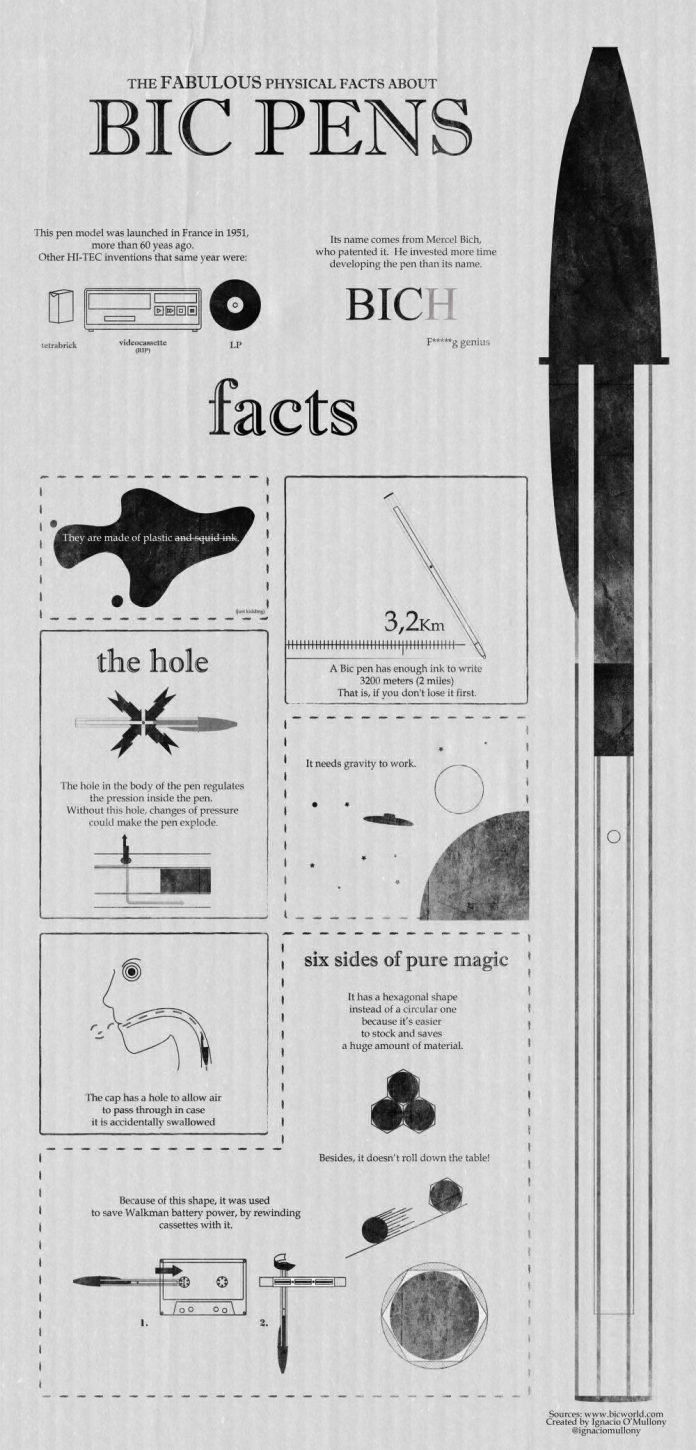 THE FABULOUS PHYSICAL FACTS ABOUT
BIC PENS
This pen model was launched in France in 1951,
more than 60 yeas ago.
Other HI-TEC inventions that same year were:
tetrabrick
videocassette
(RIP)
LP
Its name comes from Mercel Bich,
who patented it. He invested more time
developing the pen than its name.
BICH
F*****g genius
facts
They are made of plastic and squid ink.
(just kidding)
3,2Km
A Bic pen has enough ink to write
3200 meters (2 miles)
That is, if you don't lose it first.
the hole
The hole in the body of the pen regulates
the pression inside the pen.
Without this hole, changes of pressure
could make the pen explode.
It needs gravity to work.
The cap has a hole to allow air
to pass through in case
it is accidentally swallowed
six sides of pure magic
It has a hexagonal shape
instead of a circular one
because it's easier
to stock and saves
a huge amount of material.
Besides, it doesn't roll down the table!
Because of this shape, it was used
to save Walkman battery power, by rewinding
cassettes with it.
1.
2.
Sources: www.bicworld.com
Created by Ignacio O'Mullony
@ignaciomullony